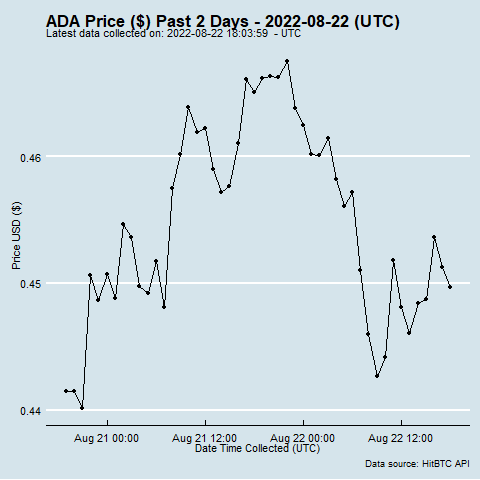 ADA Price ($) Past 2 Days - 2022-08-22 (UTC)
Latest data collected on: 2022-08-22 18:03:59  - UTC
0.46
0.45
0.44
Price USD ($)
Aug 21 00:00
Aug 21 12:00
Aug 22 00:00
Aug 22 12:00
Date Time Collected (UTC)
Data source: HitBTC API